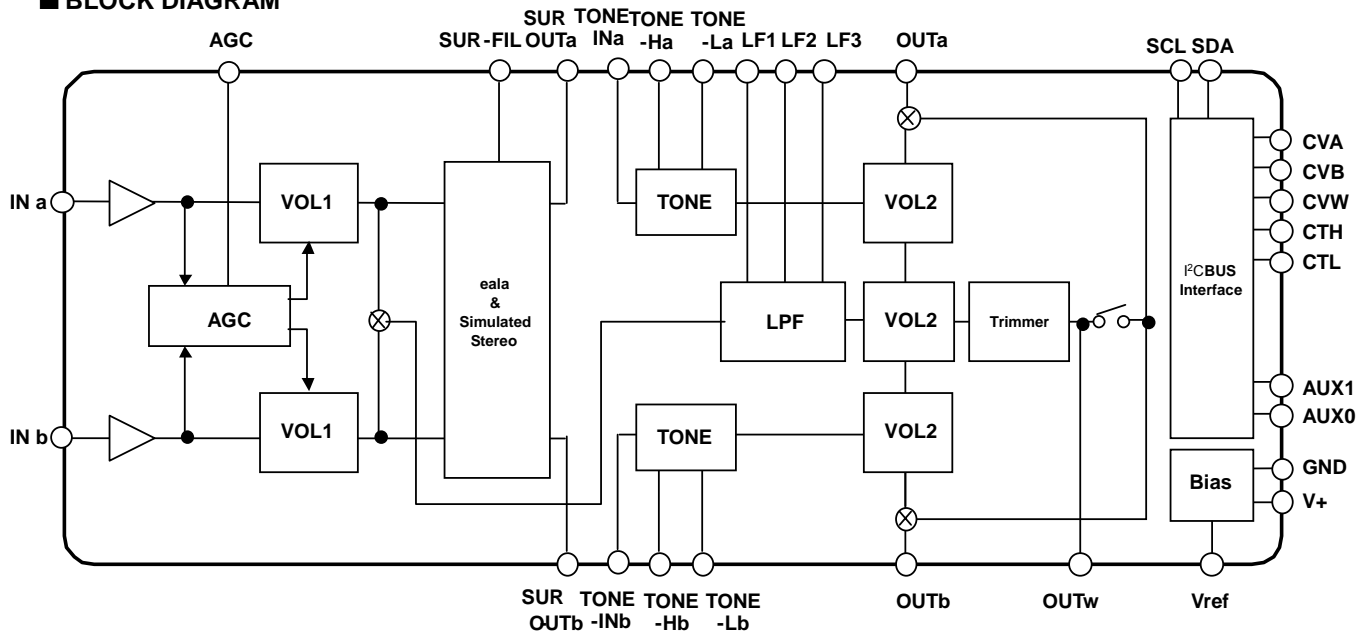 ■ BLOCK DIAGRAM
AGC
SUR -FIL
SUR
OUTa
TONE
INa
TONE
-Ha
TONE
-La
LF1
LF2
LF3
OUTa
SCL
SDA
IN a
VOL1
TONE
VOL2
CVA
CVB
CVW
CTH
CTL
I²CBUS
Interface
AGC
eala
&
Simulated
Stereo
LPF
VOL2
Trimmer
IN b
VOL1
TONE
VOL2
AUX1
AUX0
Bias
GND
V+
SUR
OUTb
TONE
-INb
TONE
-Hb
TONE
-Lb
OUTb
OUTw
Vref